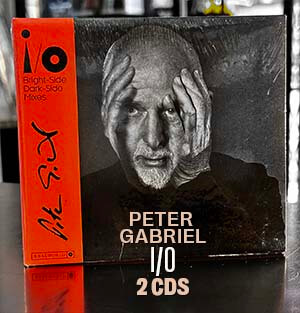 i/o
Bright-Side
Dark-Side
Mixes
PETER
GABRIEL
I/O
2 CDS